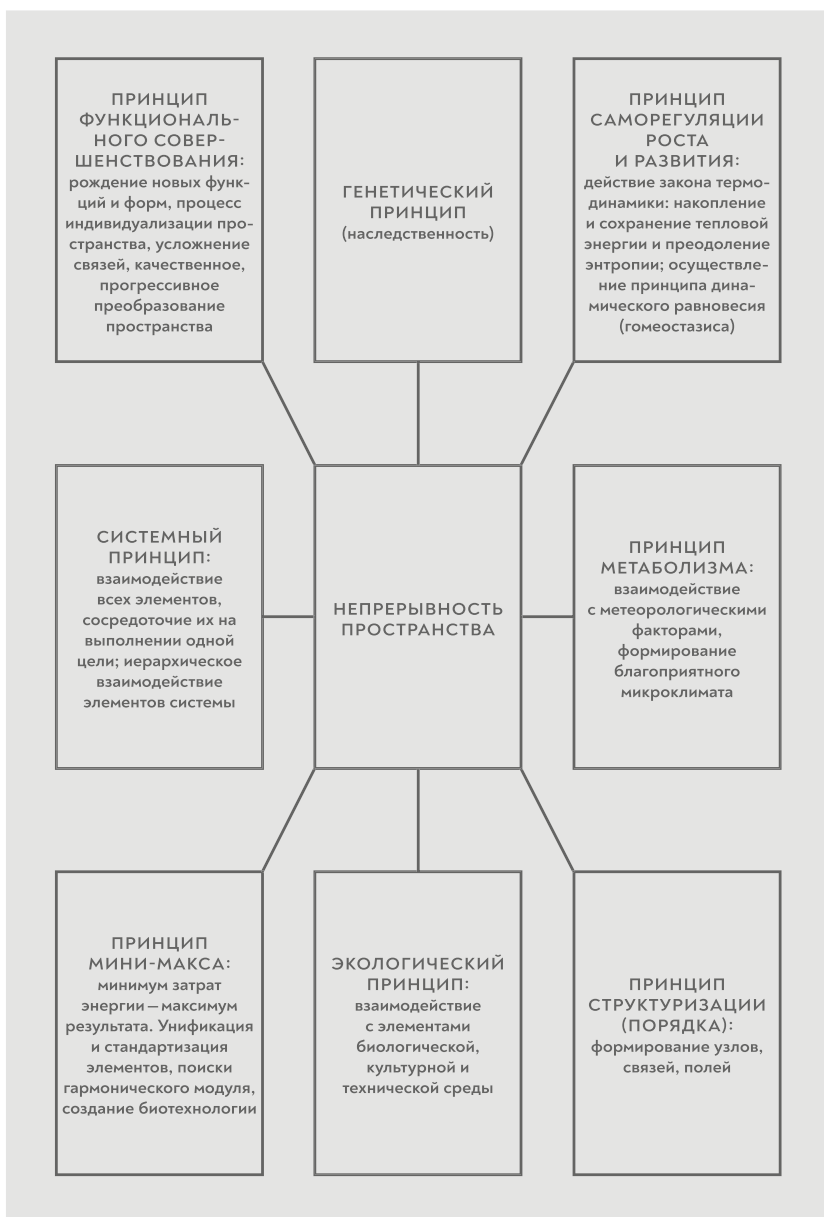 ПРИНЦИП
ФУНКЦИОНАЛЬ-
НОГО СОВЕР-
ШЕНСТВОВАНИЯ:
рождение новых функ-
ций и форм, процесс
индивидуализации про-
странства, усложнение
связей, качественное,
прогрессивное
преобразование
пространства
ГЕНЕТИЧЕСКИЙ
ПРИНЦИП
(наследственность)
ПРИНЦИП
САМОРЕГУЛЯЦИИ
РОСТА
И РАЗВИТИЯ:
действие закона термо-
динамики: накопление
и сохранение тепловой
энергии и преодоление
энтропии; осуществле-
ние принципа дина-
мического равновесия
(гомеостазиса)
СИСТЕМНЫЙ
ПРИНЦИП:
взаимодействие
всех элементов,
сосредоточие их на
выполнении одной
цели; иерархическое
взаимодействие
элементов системы
НЕПРЕРЫВНОСТЬ
ПРОСТРАНСТВА
ПРИНЦИП
МЕТАБОЛИЗМА:
взаимодействие
с метеорологическими
факторами,
формирование
благоприятного
микроклимата
ПРИНЦИП
МИНИ-МАКСА:
минимум затрат
энергии — максимум
результата. Унификация
и стандартизация
элементов, поиски
гармонического модуля,
создание биотехнологии
ЭКОЛОГИЧЕСКИЙ
ПРИНЦИП:
взаимодействие
с элементами
биологической,
культурной и
технической среды
ПРИНЦИП
СТРУКТУРИЗАЦИИ
(ПОРЯДКА):
формирование узлов,
связей, полей